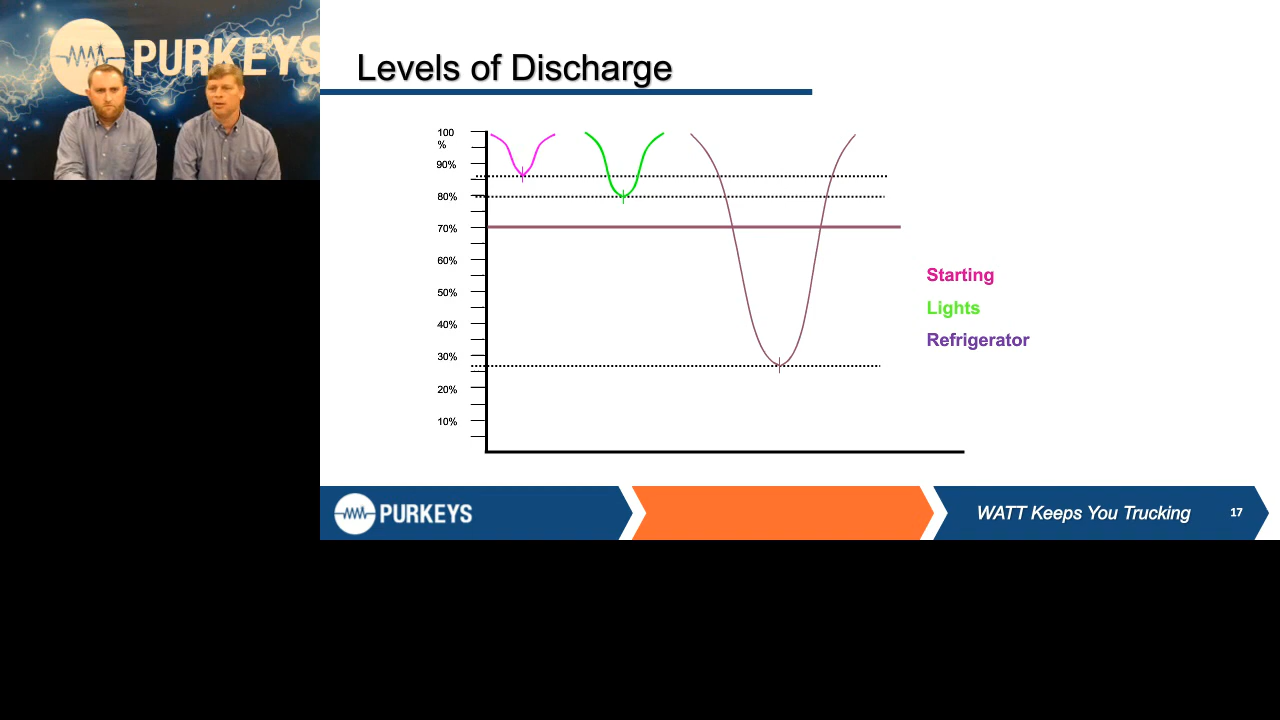 PURKEYS
Levels of Discharge
100
%
90%
80%
70%
60%
50%
40%
30%
20%
10%
Starting
Lights
Refrigerator
PURKEYS
WATT Keeps You Trucking
17